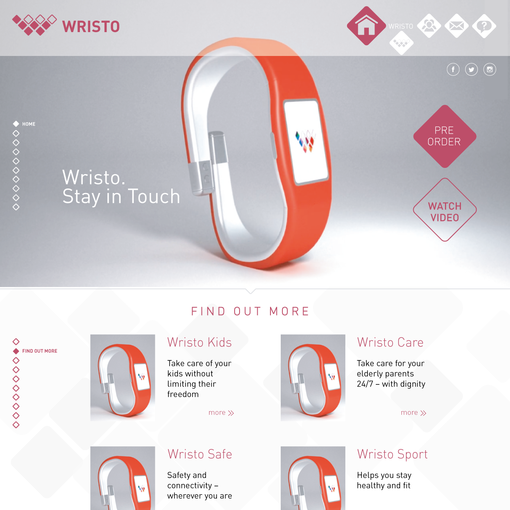 WRISTO
WRISTO
HOME
PRE
ORDER
Wristo.
Stay in Touch
WATCH
VIDEO
FIND OUT MORE
FIND OUT MORE
Wristo Kids
Take care of your
kids without
limiting their
freedom
more
Wristo Care
Take care for your
elderly parents
24/7 – with dignity
more
Wristo Safe
Safety and
connectivity –
wherever you are
Wristo Sport
Helps you stay
healthy and fit